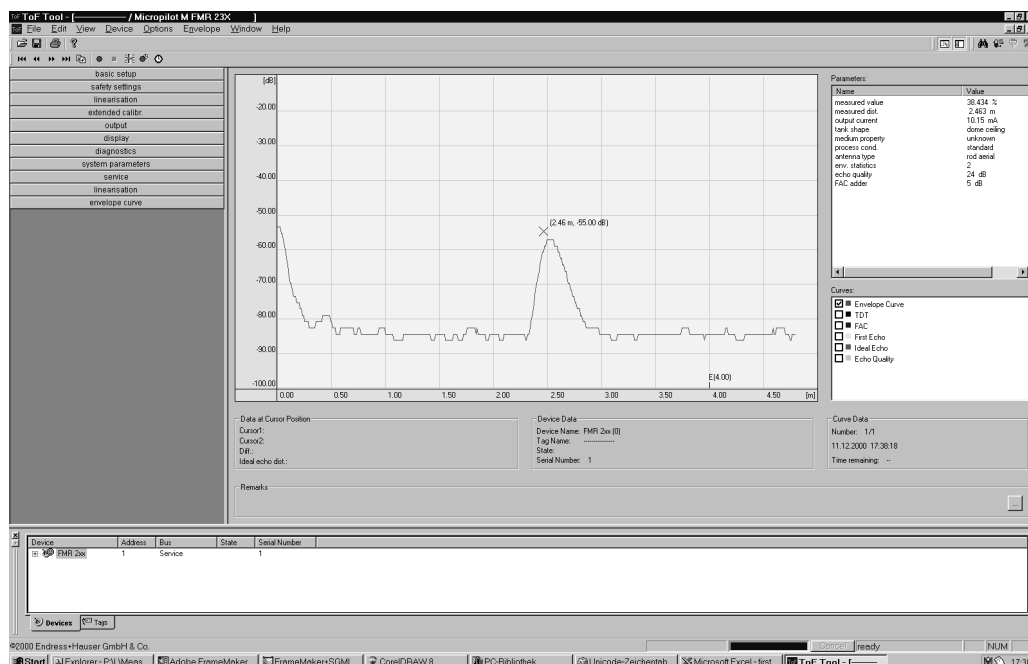 ToF Tool - [————— / Micropilot M FMR 23X ]
File Edit View Device Options Envelope Window Help
basic setup
safety settings
linearisation
extended calibr.
output
display
diagnostics
system parameters
service
linearisation
envelope curve
[dB]
-20.00
-30.00
-40.00
-50.00
-60.00
-70.00
-80.00
-90.00
-100.00
(2.46 m, -55.00 dB)
E(4.00)
0.00 0.50 1.00 1.50 2.00 2.50 3.00 3.50 4.00 4.50 [m]
Parameters:
Name Value
measured value 38.434 %
measured dist. 2.463 m
output current 10.15 mA
tank shape dome ceiling
medium property unknown
process cond. standard
antenna type rod aerial
env. statistics 2
echo quality 24 dB
FAC adder 5 dB
Curves:
Envelope Curve
TDT
FAC
First Echo
Ideal Echo
Echo Quality
Data at Cursor Position
Cursor1:
Cursor2:
Diff.:
Ideal echo dist.:
Device Data
Device Name: FMR 2xx (0)
Tag Name: ---------------
State:
Serial Number: 1
Curve Data
Number: 1/1
11.12.2000 17:38:18
Time remaining: --
Remarks
...
Device Address Bus State Serial Number
FMR 2xx 1 Service 1
Devices Tags
©2000 Endress+Hauser GmbH & Co.
Cancel ready NUM
Start Explorer - P:\I\Meas... Adobe FrameMaker FrameMaker+SGML CorelDRAW 8 PC-Bibliothek Unicode-Zeichentab... Microsoft Excel - first... ToF Tool - [———— 17:38